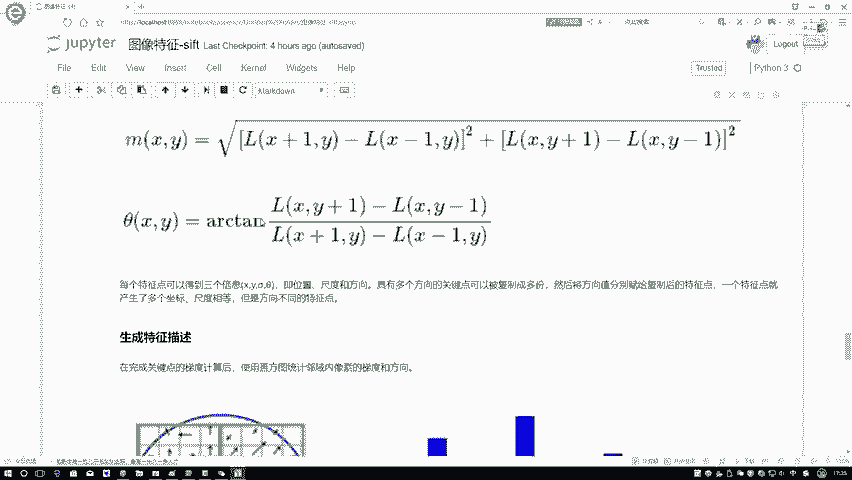 jupyter 图像特征-sift Last Checkpoint: 4 hours ago (autosaved)
Logout
File Edit View Insert Cell Kernel Widgets Help
Trusted Python 3
Markdown
m(x,y) = √[L(x+1,y) − L(x−1,y)]² + [L(x,y+1) − L(x,y−1)]²
θ(x,y) = arctan L(x,y+1) − L(x,y−1) / L(x+1,y) − L(x−1,y)
每个特征点可以得到三个信息(x,y,σ,θ)，即位置、尺度和方向。具有多个方向的关键点可以被复制成多份，然后将方向值分别赋给复制后的特征点，一个特征点就
产生了多个坐标、尺度相等，但是方向不同的特征点。
生成特征描述
在完成关键点的梯度计算后，使用直方图统计邻域内像素的梯度和方向。